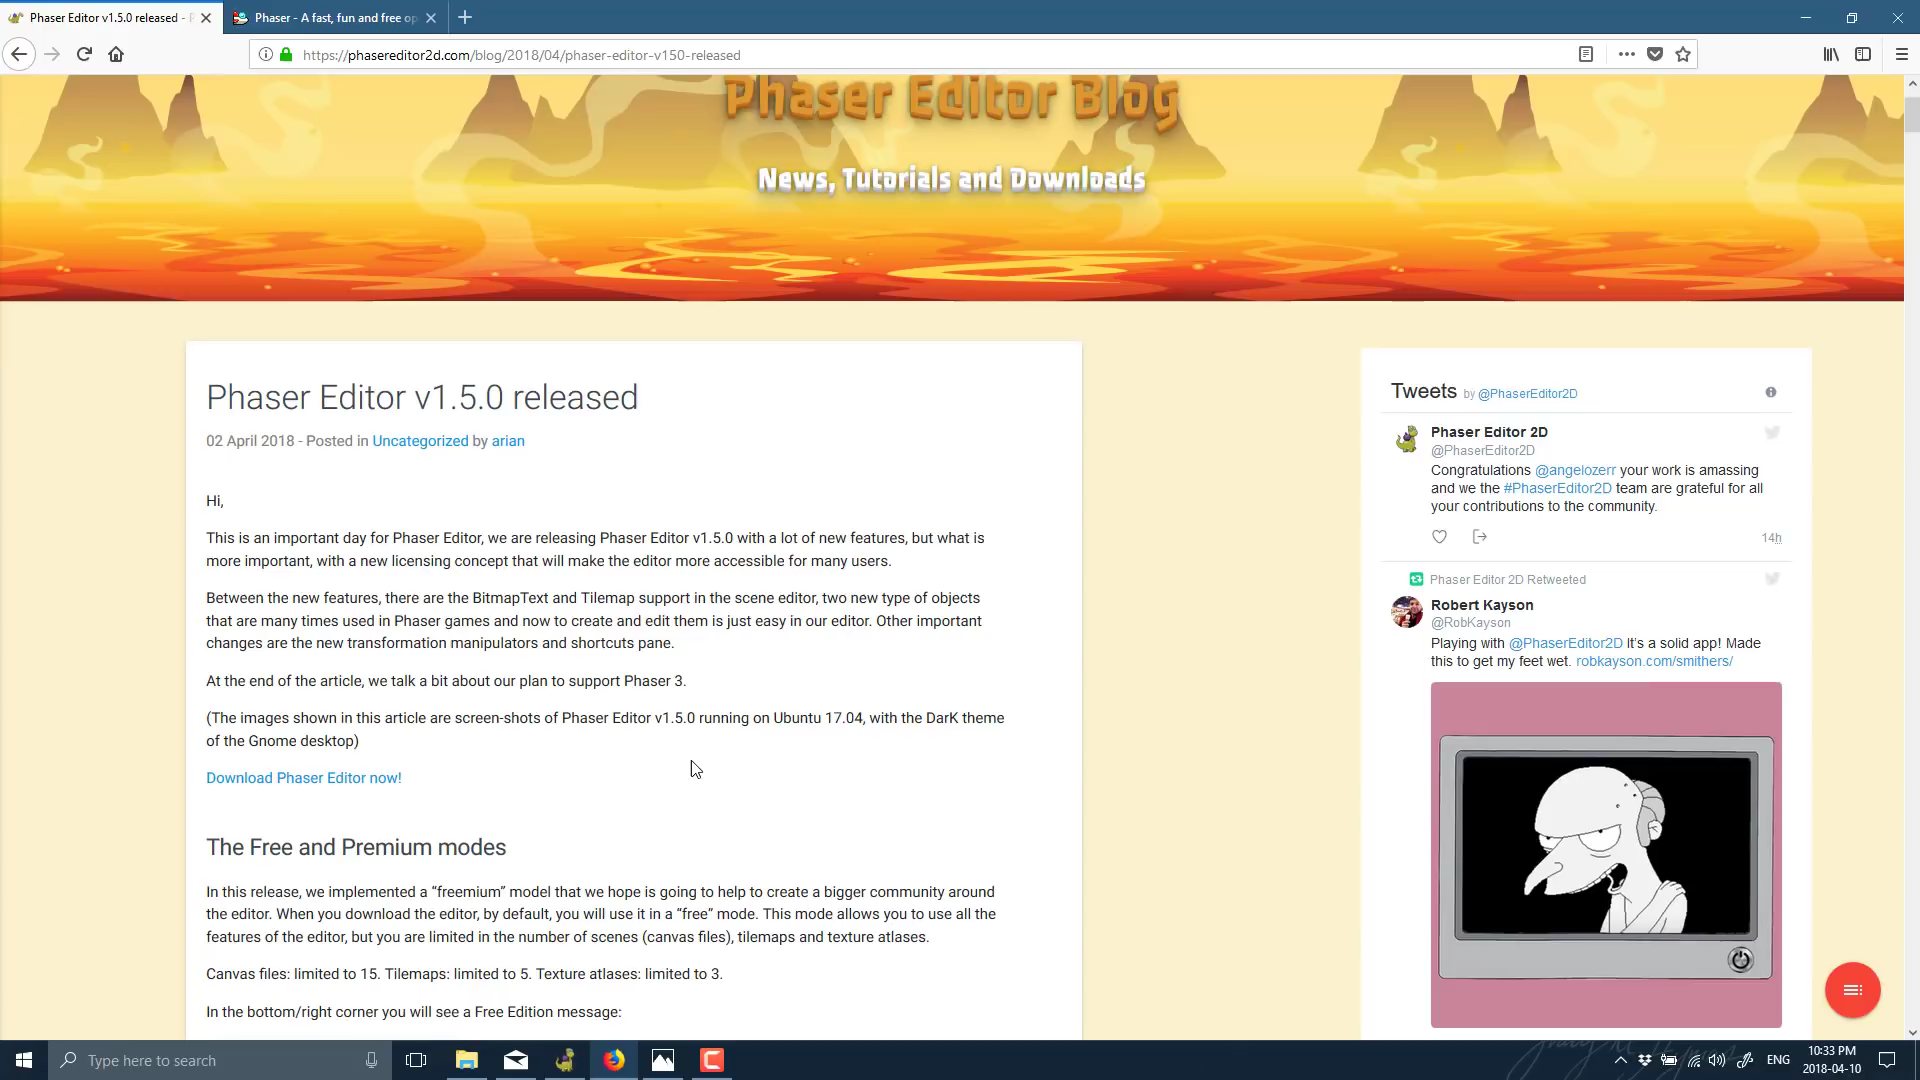 Phaser Editor v1.5.0 released -
Phaser - A fast, fun and free op
https://phasereditor2d.com/blog/2018/04/phaser-editor-v150-released
Phaser Editor Blog
News, Tutorials and Downloads
Phaser Editor v1.5.0 released
02 April 2018 - Posted in Uncategorized by arian
Hi,
This is an important day for Phaser Editor, we are releasing Phaser Editor v1.5.0 with a lot of new features, but what is
more important, with a new licensing concept that will make the editor more accessible for many users.
Between the new features, there are the BitmapText and Tilemap support in the scene editor, two new type of objects
that are many times used in Phaser games and now to create and edit them is just easy in our editor. Other important
changes are the new transformation manipulators and shortcuts pane.
At the end of the article, we talk a bit about our plan to support Phaser 3.
(The images shown in this article are screen-shots of Phaser Editor v1.5.0 running on Ubuntu 17.04, with the DarK theme
of the Gnome desktop)
Download Phaser Editor now!
The Free and Premium modes
In this release, we implemented a “freemium” model that we hope is going to help to create a bigger community around
the editor. When you download the editor, by default, you will use it in a “free” mode. This mode allows you to use all the
features of the editor, but you are limited in the number of scenes (canvas files), tilemaps and texture atlases.
Canvas files: limited to 15. Tilemaps: limited to 5. Texture atlases: limited to 3.
In the bottom/right corner you will see a Free Edition message:
Tweets by @PhaserEditor2D
Phaser Editor 2D
@PhaserEditor2D
Congratulations @angelozerr your work is amassing
and we the #PhaserEditor2D team are grateful for all
your contributions to the community.
14h
Phaser Editor 2D Retweeted
Robert Kayson
@RobKayson
Playing with @PhaserEditor2D It’s a solid app! Made
this to get my feet wet. robkayson.com/smithers/
Type here to search
ENG
10:33 PM
2018-04-10